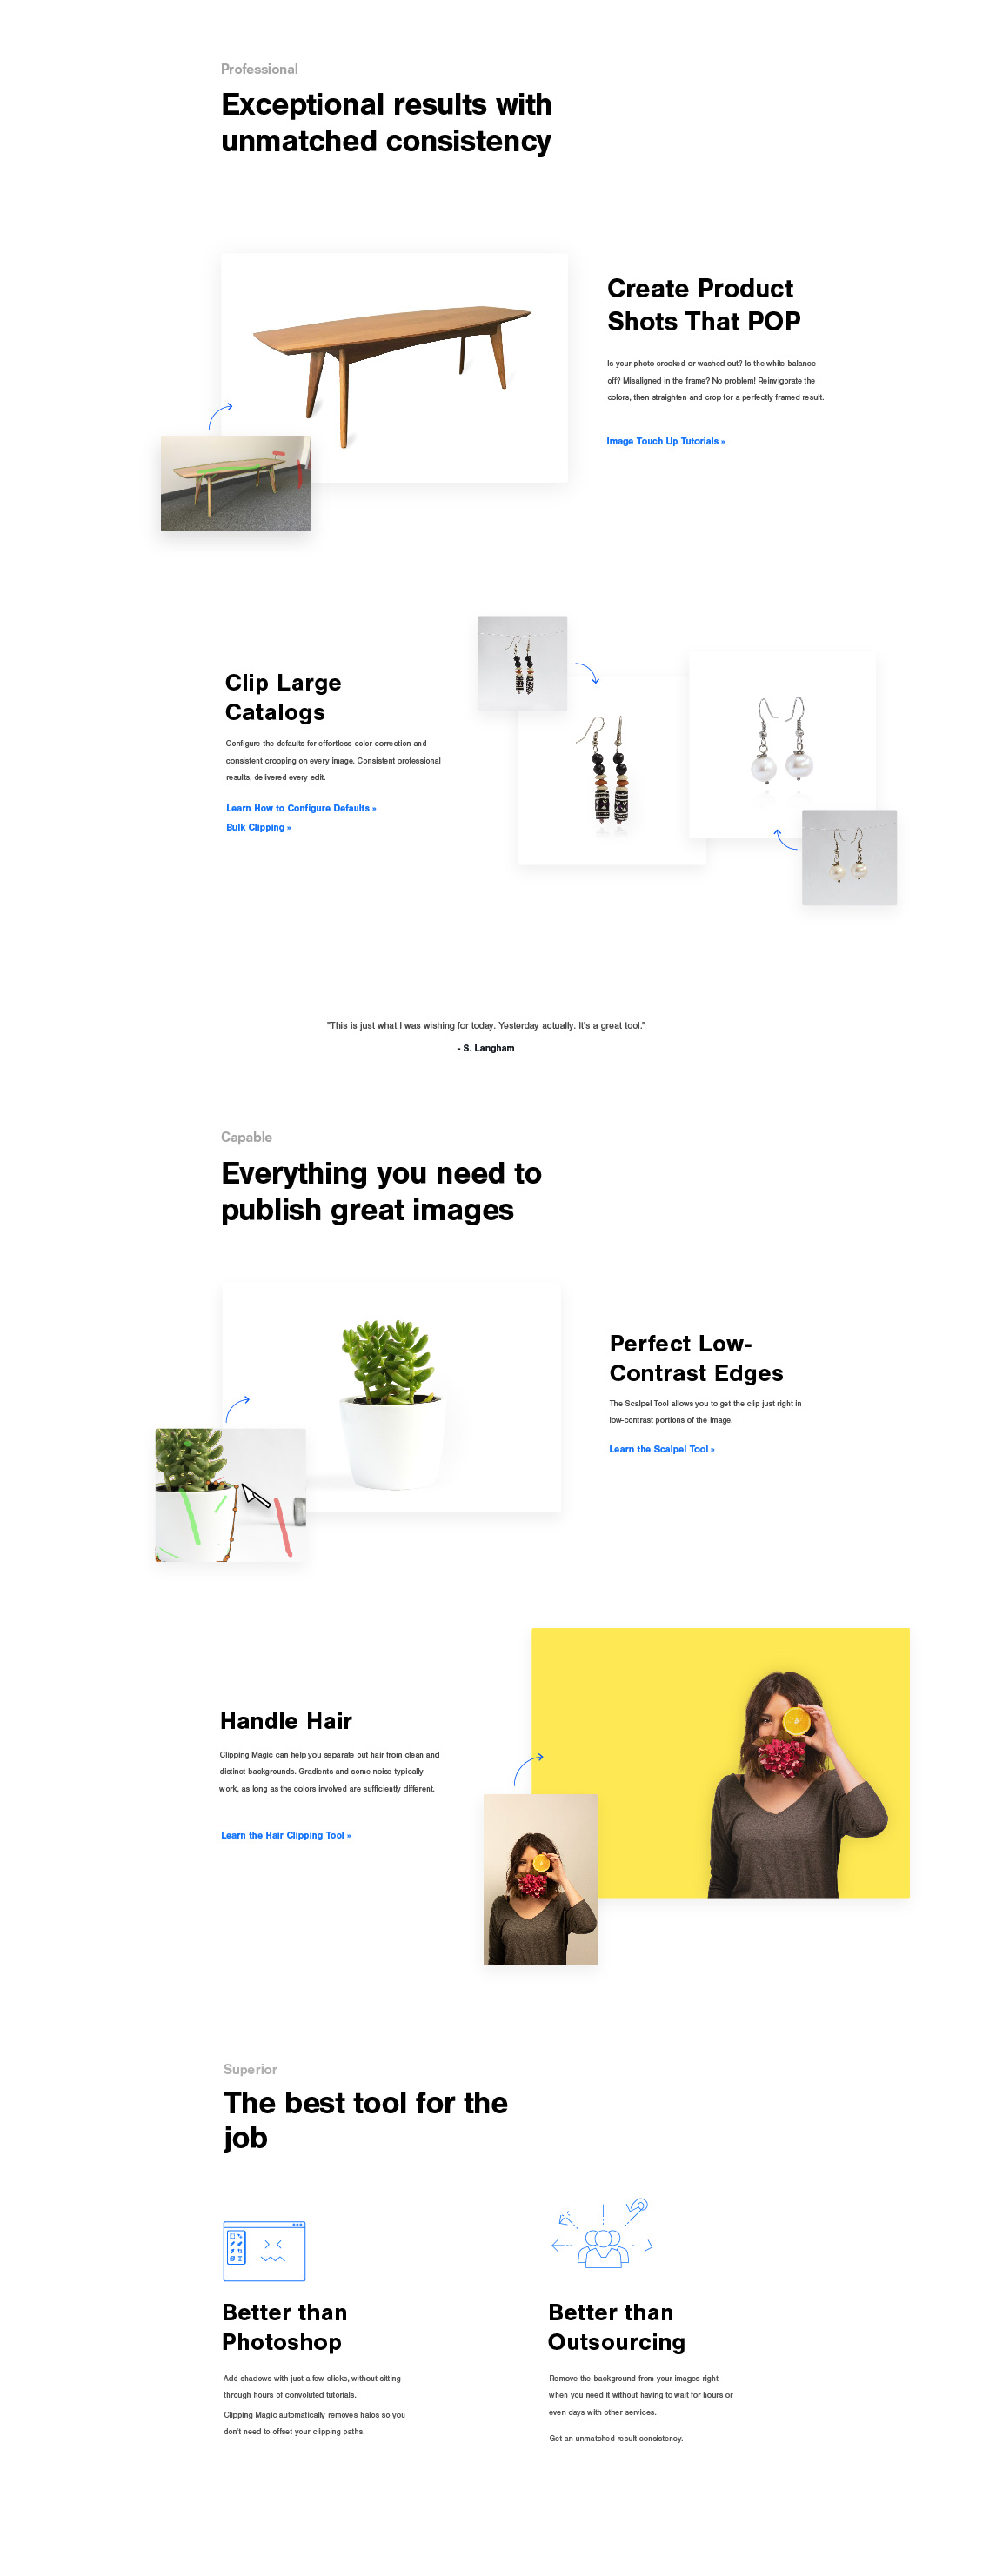 Professional
Exceptional results with
unmatched consistency
Create Product
Shots That POP
Is your photo crooked or washed out? Is the white balance
off? Misaligned in the frame? No problem! Reinvigorate the
colors, then straighten and crop for a perfectly framed result.
Image Touch Up Tutorials »
Clip Large
Catalogs
Configure the defaults for effortless color correction and
consistent cropping on every image. Consistent professional
results, delivered every edit.
Learn How to Configure Defaults »
Bulk Clipping »
"This is just what I was wishing for today. Yesterday actually. It's a great tool."
- S. Langham
Capable
Everything you need to
publish great images
Perfect Low-
Contrast Edges
The Scalpel Tool allows you to get the clip just right in
low-contrast portions of the image.
Learn the Scalpel Tool »
Handle Hair
Clipping Magic can help you separate out hair from clean and
distinct backgrounds. Gradients and some noise typically
work, as long as the colors involved are sufficiently different.
Learn the Hair Clipping Tool »
Superior
The best tool for the
job
Better than
Photoshop
Add shadows with just a few clicks, without sitting
through hours of convoluted tutorials.
Clipping Magic automatically removes halos so you
don't need to offset your clipping paths.
Better than
Outsourcing
Remove the background from your images right
when you need it without having to wait for hours or
even days with other services.
Get an unmatched result consistency.